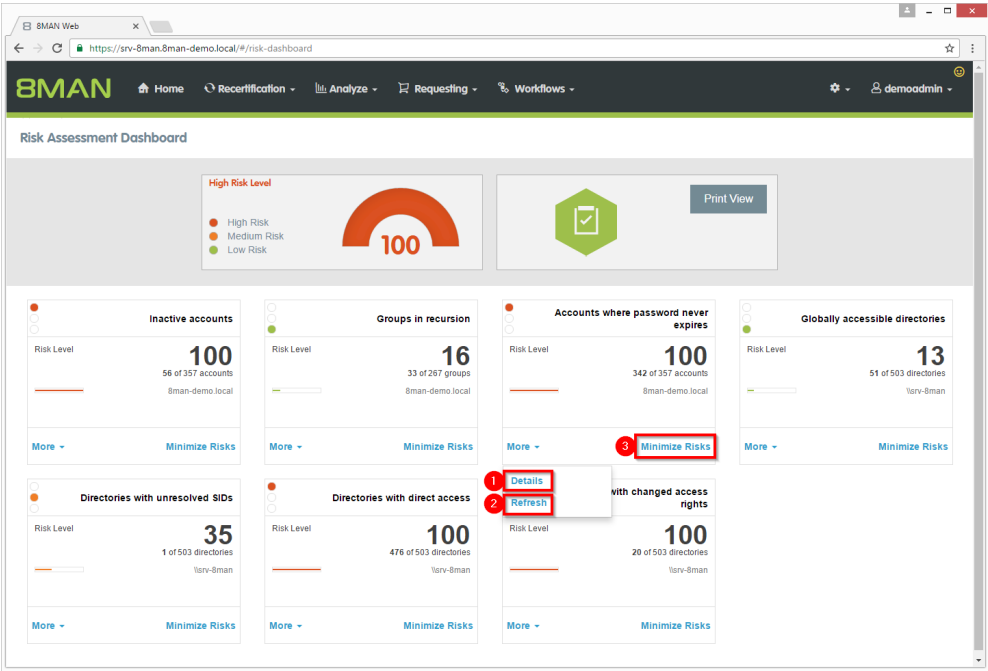 8MAN Web
https://srv-8man.8man-demo.local/#/risk-dashboard
8MAN Home Recertification Analyze Requesting Workflows demoadmin
Risk Assessment Dashboard
High Risk Level
High Risk
Medium Risk
Low Risk
100
Print View
Inactive accounts
Risk Level
100
56 of 357 accounts
8man-demo.local
More
Minimize Risks
Groups in recursion
Risk Level
16
33 of 267 groups
8man-demo.local
More
Minimize Risks
Accounts where password never
expires
Risk Level
100
342 of 357 accounts
8man-demo.local
More
3 Minimize Risks
1 Details
2 Refresh
Globally accessible directories
Risk Level
13
51 of 503 directories
\\srv-8man
More
Minimize Risks
Directories with unresolved SIDs
Risk Level
35
1 of 503 directories
\\srv-8man
More
Minimize Risks
Directories with direct access
Risk Level
100
476 of 503 directories
\\srv-8man
More
Minimize Risks
with changed access
rights
Risk Level
100
20 of 503 directories
\\srv-8man
More
Minimize Risks